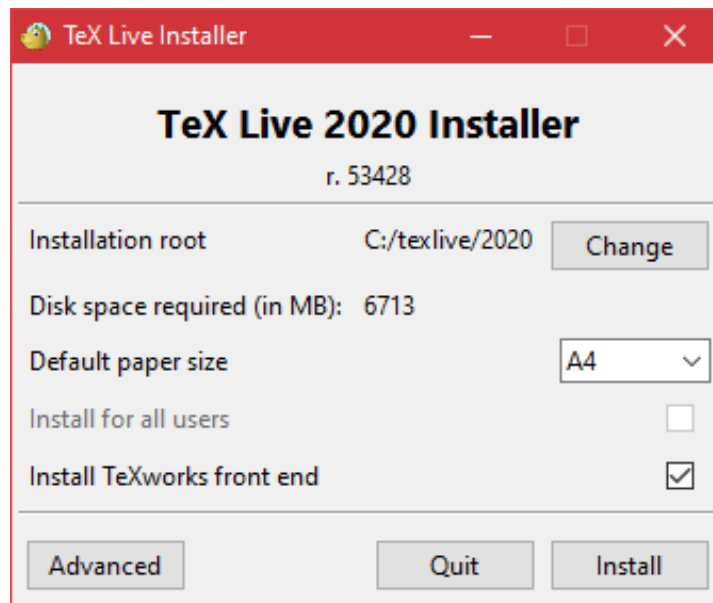 TeX Live Installer
TeX Live 2020 Installer
r. 53428
Installation root C:/texlive/2020 Change
Disk space required (in MB): 6713
Default paper size A4
Install for all users
Install TeXworks front end
Advanced Quit Install